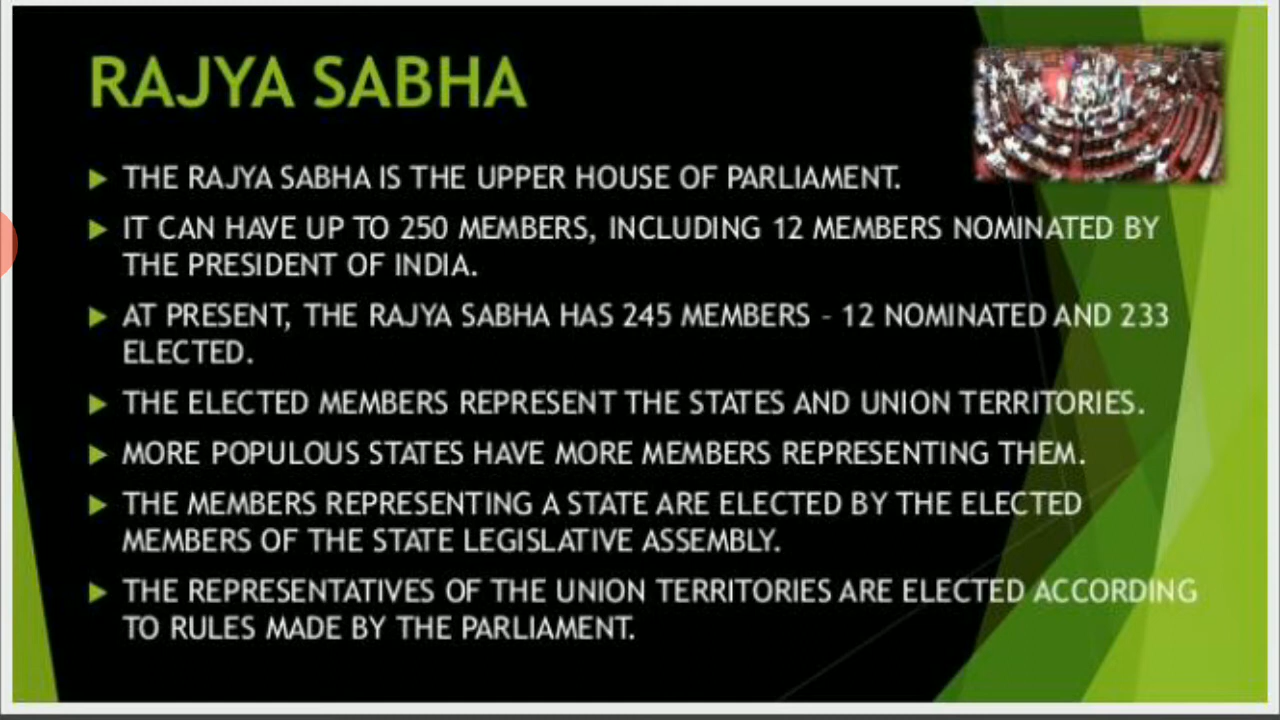 RAJYA SABHA
THE RAJYA SABHA IS THE UPPER HOUSE OF PARLIAMENT.
IT CAN HAVE UP TO 250 MEMBERS, INCLUDING 12 MEMBERS NOMINATED BY
THE PRESIDENT OF INDIA.
AT PRESENT, THE RAJYA SABHA HAS 245 MEMBERS – 12 NOMINATED AND 233
ELECTED.
THE ELECTED MEMBERS REPRESENT THE STATES AND UNION TERRITORIES.
MORE POPULOUS STATES HAVE MORE MEMBERS REPRESENTING THEM.
THE MEMBERS REPRESENTING A STATE ARE ELECTED BY THE ELECTED
MEMBERS OF THE STATE LEGISLATIVE ASSEMBLY.
THE REPRESENTATIVES OF THE UNION TERRITORIES ARE ELECTED ACCORDING
TO RULES MADE BY THE PARLIAMENT.